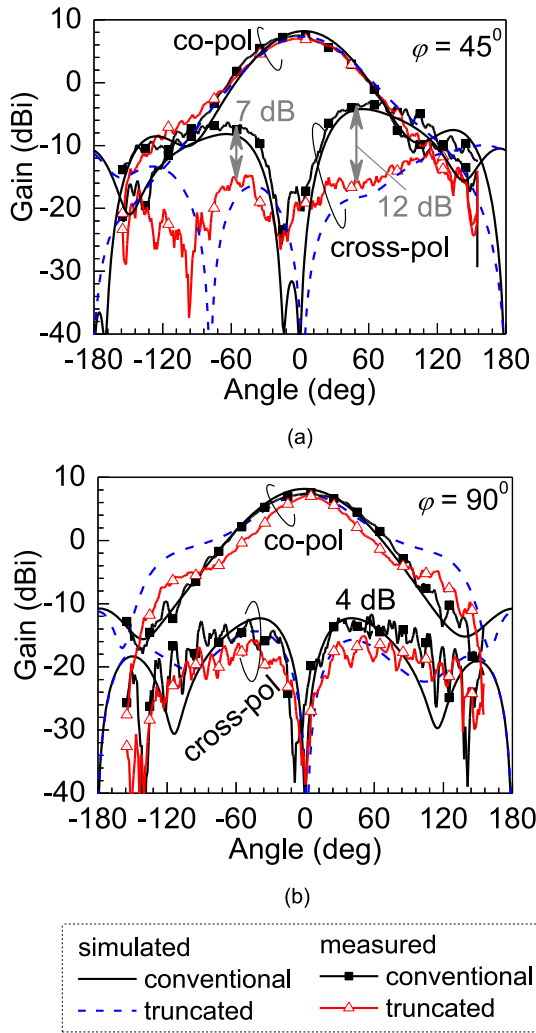 (a)
10
0
-10
-20
-30
-40
Gain (dBi)
co-pol
φ = 45⁰
7 dB
12 dB
cross-pol
-180 -120 -60 0 60 120 180
Angle (deg)
(a)
10
0
-10
-20
-30
-40
Gain (dBi)
φ = 90⁰
co-pol
4 dB
cross-pol
-180 -120 -60 0 60 120 180
Angle (deg)
(b)
simulated measured
conventional conventional
truncated truncated